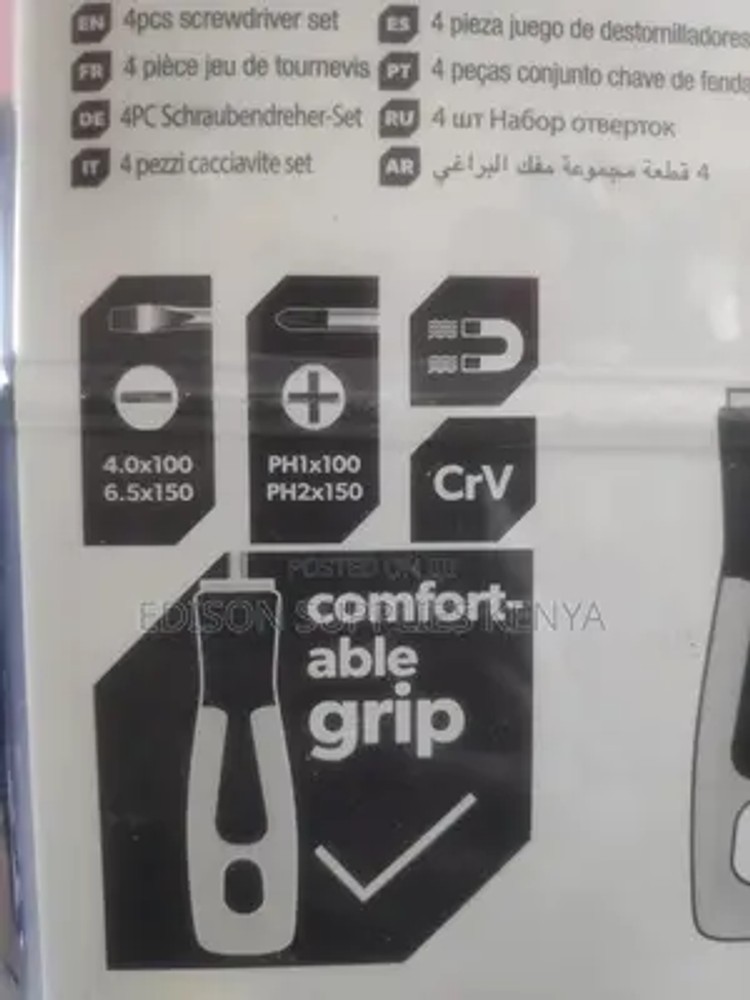 EN 4pcs screwdriver set
FR 4 pièce jeu de tournevis
DE 4PC Schraubendreher-Set
IT 4 pezzi cacciavite set
ES 4 pieza juego de destornilladores
PT 4 peças conjunto chave de fenda
RU 4 шт Набор отверток
AR 4 قطعة مجموعة مفك البراغي
4.0x100
6.5x150
PH1x100
PH2x150
CrV
POSTED ON
EDISON SUPPLIES KENYA
comfort-
able
grip